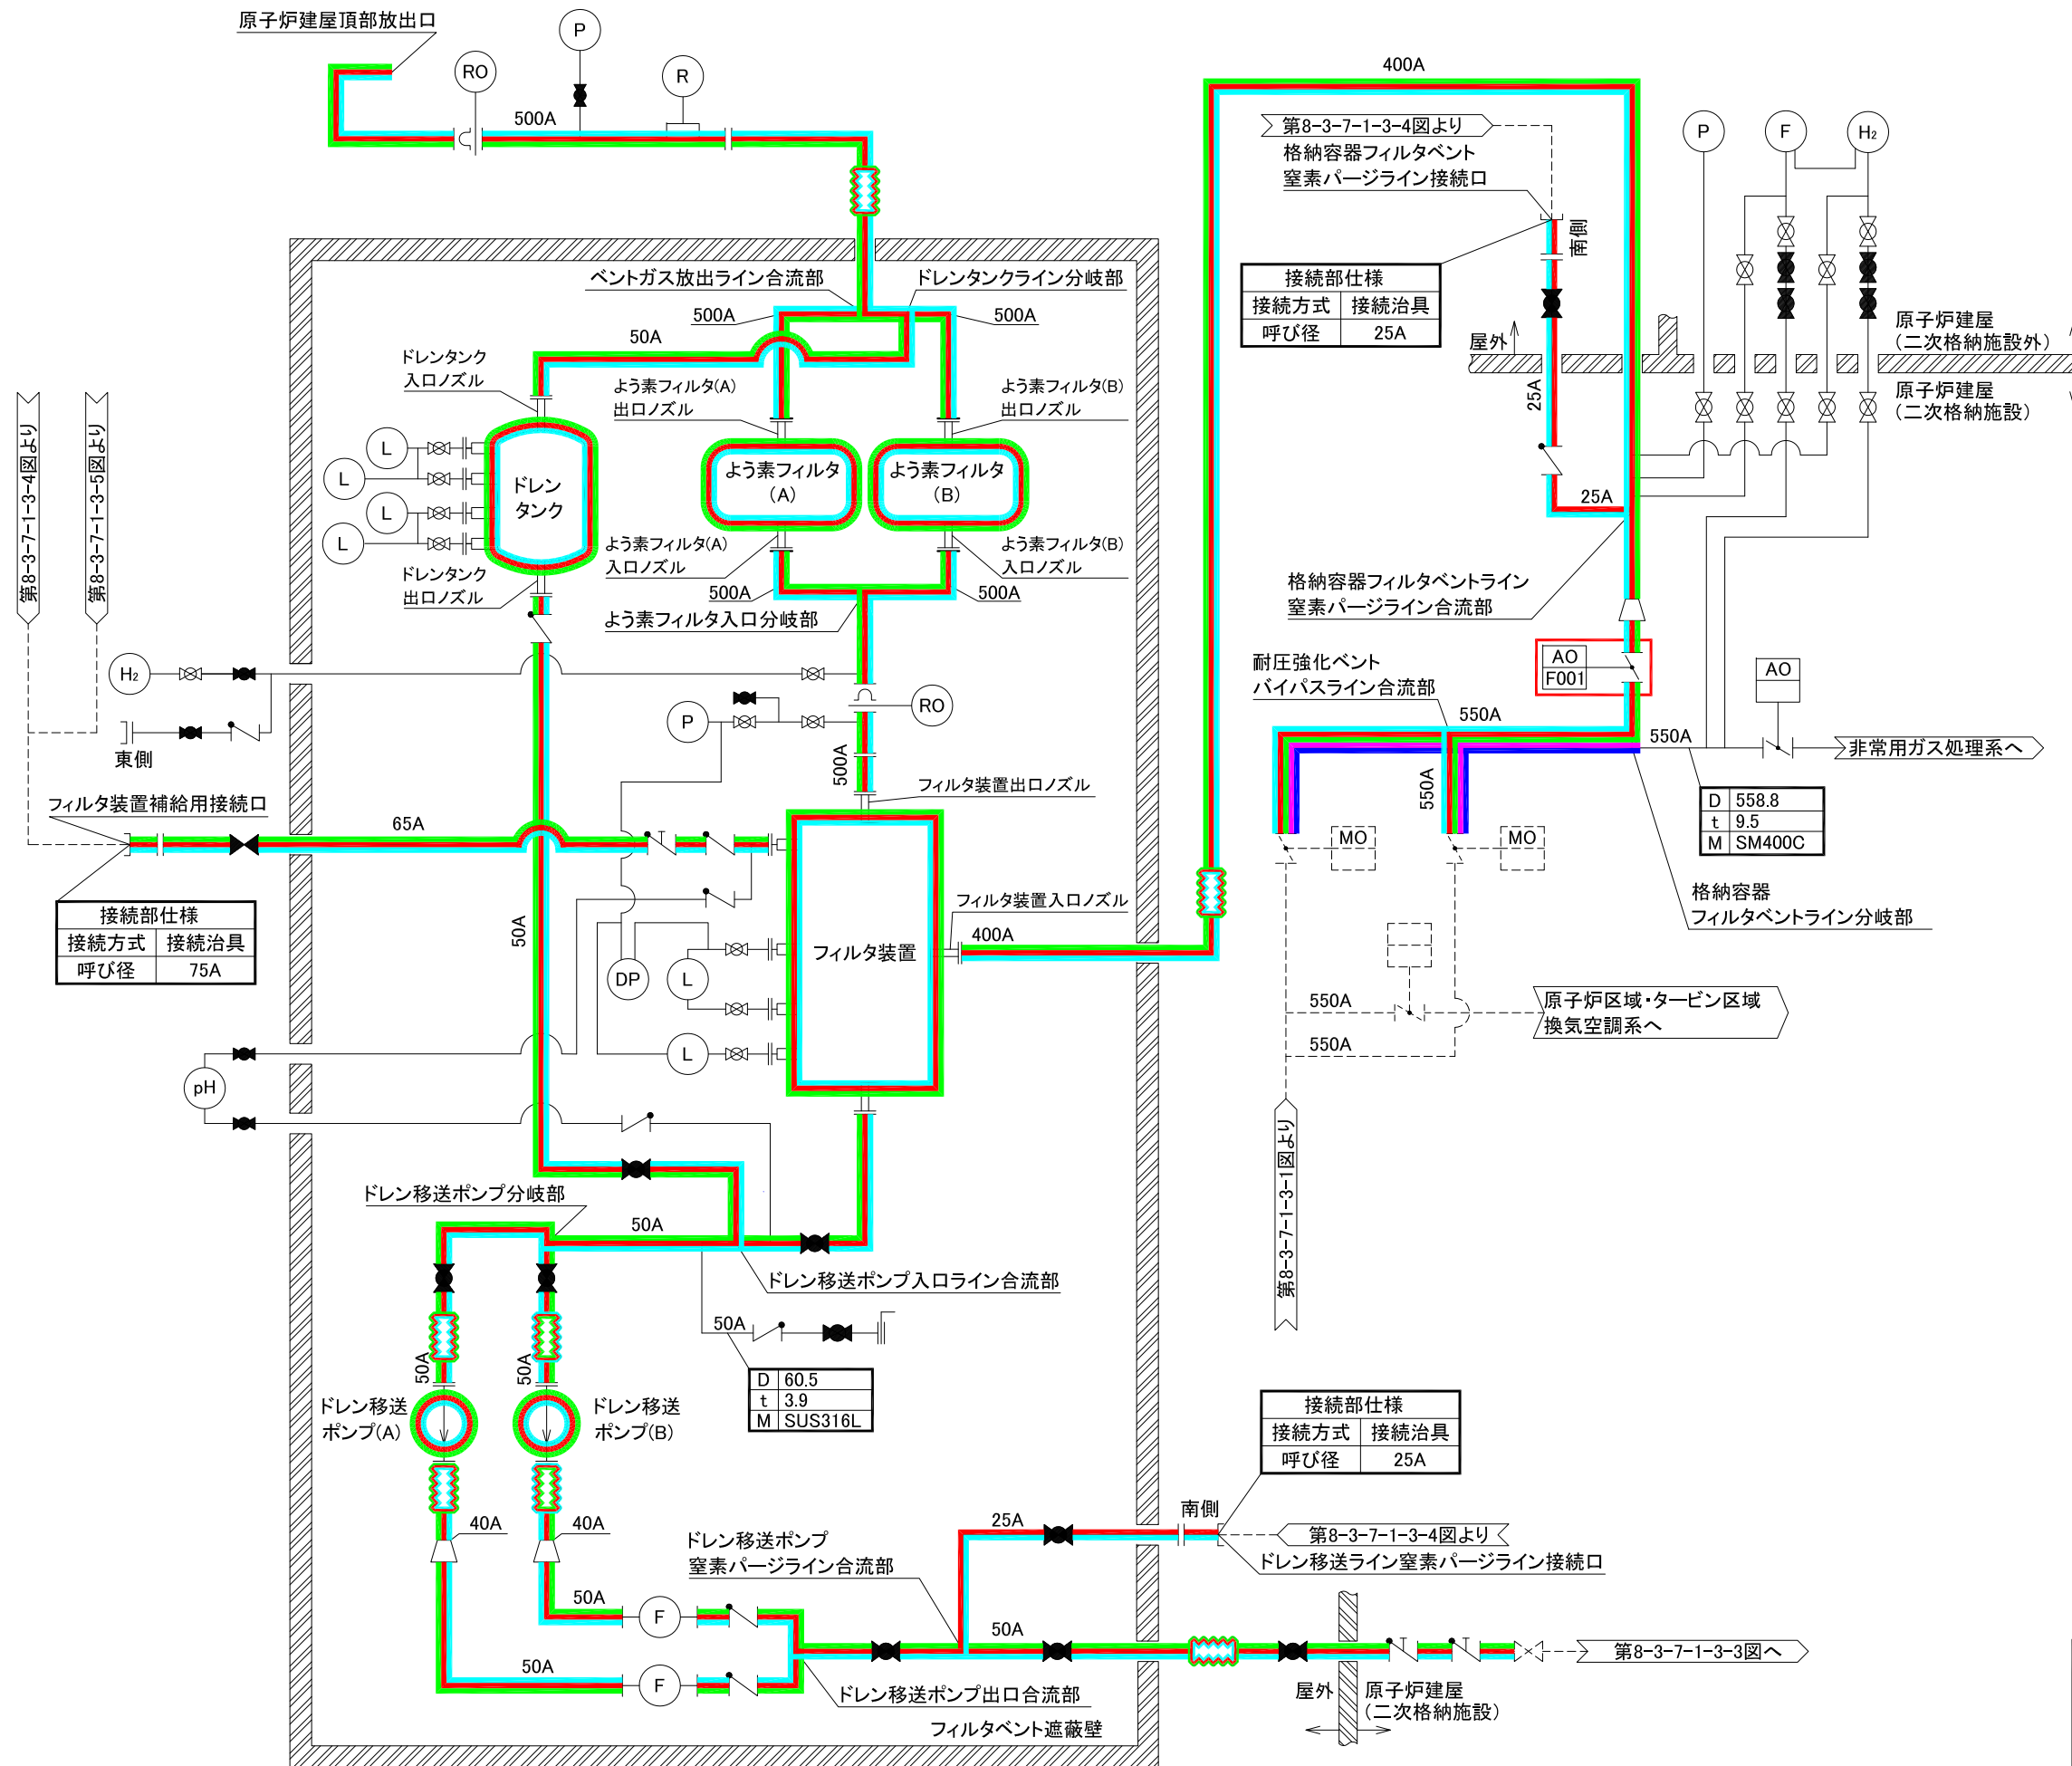 原子炉建屋頂部放出口
P
RO
R
500A
400A
第8-3-7-1-3-4図より
格納容器フィルタベント
窒素パージライン接続口
P
F
H2
南側
接続部仕様
接続方式 接続治具
呼び径 25A
屋外
原子炉建屋
(二次格納施設外)
原子炉建屋
(二次格納施設)
25A
25A
ベントガス放出ライン合流部
ドレンタンクライン分岐部
500A
500A
50A
ドレンタンク
入口ノズル
よう素フィルタ(A)
出口ノズル
よう素フィルタ(B)
出口ノズル
第8-3-7-1-3-4図より
第8-3-7-1-3-5図より
L
L
L
L
ドレン
タンク
よう素フィルタ
(A)
よう素フィルタ
(B)
よう素フィルタ(A)
入口ノズル
よう素フィルタ(B)
入口ノズル
ドレンタンク
出口ノズル
500A
500A
よう素フィルタ入口分岐部
格納容器フィルタベントライン
窒素パージライン合流部
H2
東側
P
RO
500A
耐圧強化ベント
バイパスライン合流部
AO
F001
AO
550A
550A
550A
非常用ガス処理系へ
D 558.8
t 9.5
M SM400C
MO
MO
格納容器
フィルタベントライン分岐部
フィルタ装置補給用接続口
65A
接続部仕様
接続方式 接続治具
呼び径 75A
フィルタ装置出口ノズル
フィルタ装置入口ノズル
400A
フィルタ装置
50A
DP
L
L
pH
550A
550A
原子炉区域・タービン区域
換気空調系へ
第8-3-7-1-3-1図より
ドレン移送ポンプ分岐部
50A
ドレン移送ポンプ入口ライン合流部
50A
D 60.5
t 3.9
M SUS316L
50A
50A
ドレン移送
ポンプ(A)
ドレン移送
ポンプ(B)
40A
40A
接続部仕様
接続方式 接続治具
呼び径 25A
南側
25A
第8-3-7-1-3-4図より
ドレン移送ライン窒素パージライン接続口
ドレン移送ポンプ
窒素パージライン合流部
50A
F
50A
50A
F
第8-3-7-1-3-3図へ
ドレン移送ポンプ出口合流部
フィルタベント遮蔽壁
屋外
原子炉建屋
(二次格納施設)